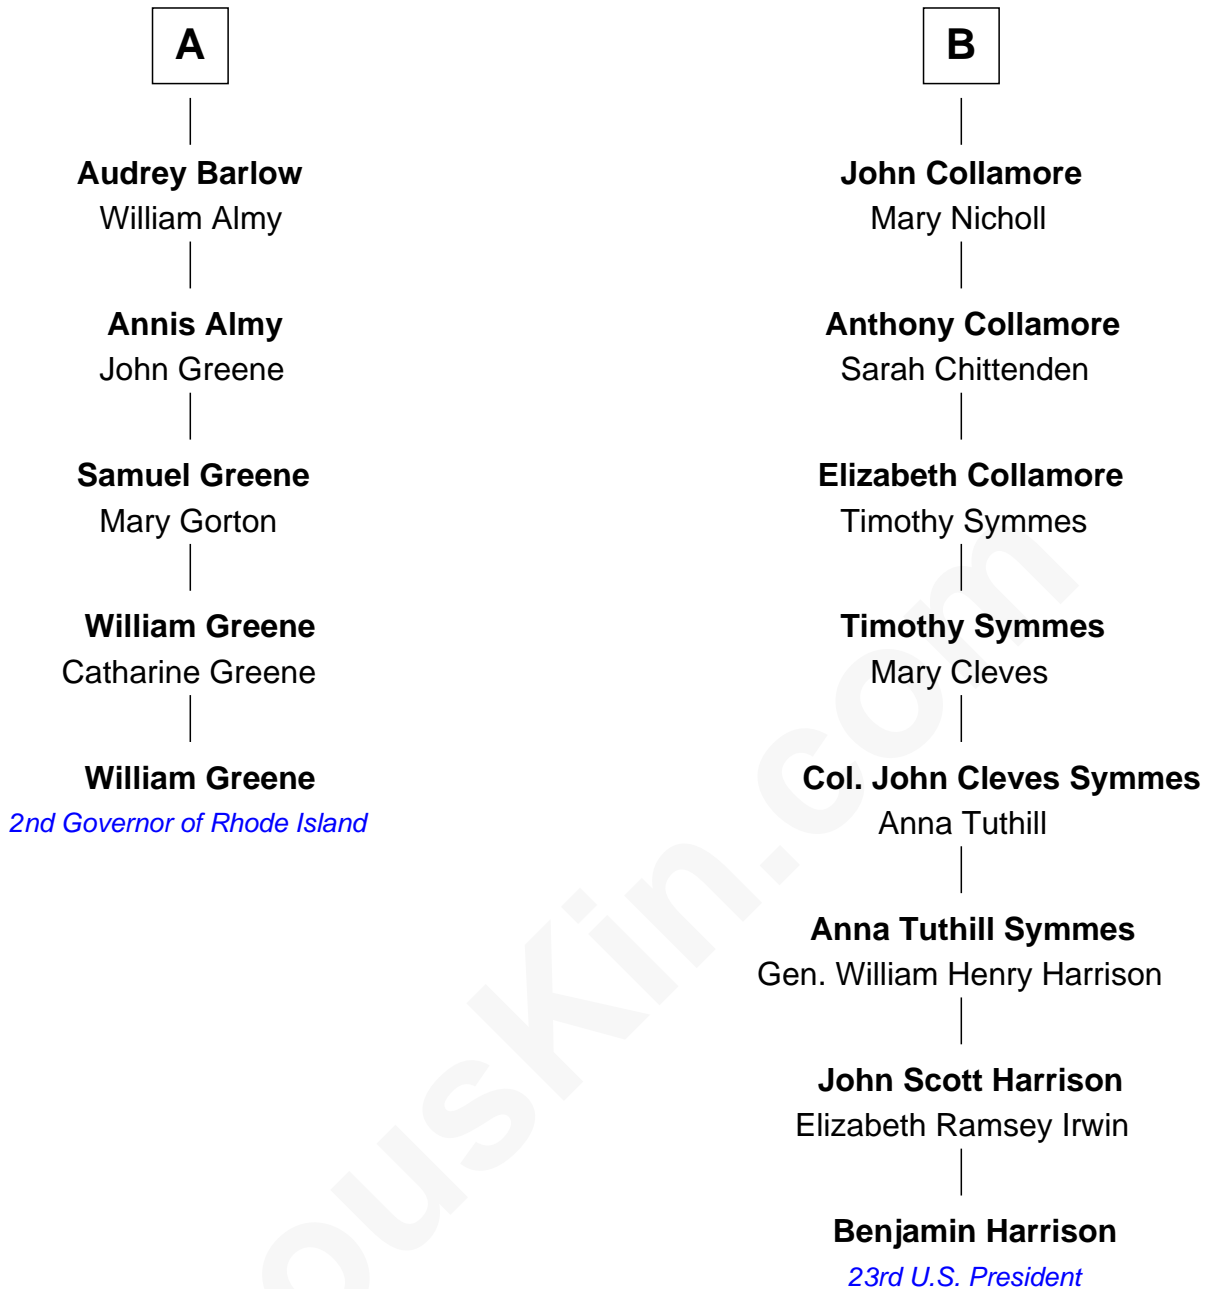 A
Audrey Barlow
William Almy
Annis Almy
John Greene
Samuel Greene
Mary Gorton
William Greene
Catharine Greene
William Greene
2nd Governor of Rhode Island
B
John Collamore
Mary Nicholl
Anthony Collamore
Sarah Chittenden
Elizabeth Collamore
Timothy Symmes
Timothy Symmes
Mary Cleves
Col. John Cleves Symmes
Anna Tuthill
Anna Tuthill Symmes
Gen. William Henry Harrison
John Scott Harrison
Elizabeth Ramsey Irwin
Benjamin Harrison
23rd U.S. President
ousKin.com